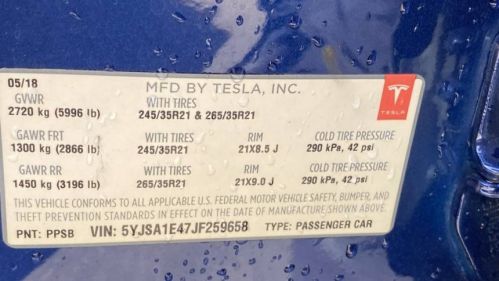 05/18 MFD BY TESLA, INC.
GVWR WITH TIRES
2720 kg (5996 lb) 245/35R21 & 265/35R21
GAWR FRT WITH TIRES RIM COLD TIRE PRESSURE
1300 kg (2866 lb) 245/35R21 21X8.5 J 290 kPa, 42 psi
GAWR RR WITH TIRES RIM COLD TIRE PRESSURE
1450 kg (3196 lb) 265/35R21 21X9.0 J 290 kPa, 42 psi
THIS VEHICLE CONFORMS TO ALL APPLICABLE U.S. FEDERAL MOTOR VEHICLE SAFETY, BUMPER, AND
THEFT PREVENTION STANDARDS IN EFFECT ON THE DATE OF MANUFACTURE SHOWN ABOVE.
PNT: PPSB VIN: 5YJSA1E47JF259658 TYPE: PASSENGER CAR